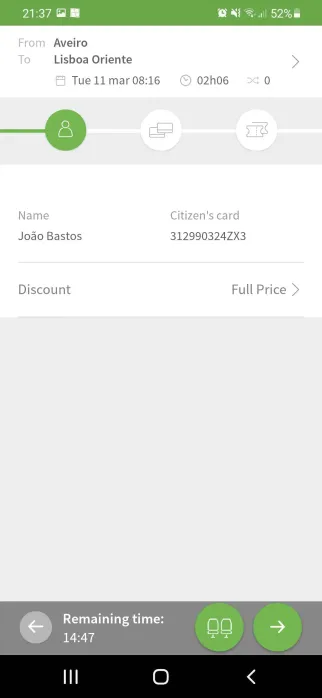 21:37 52%
From Aveiro
To Lisboa Oriente
Tue 11 mar 08:16 02h06 0
Name Citizen's card
João Bastos 312990324ZX3
Discount Full Price
Remaining time:
14:47